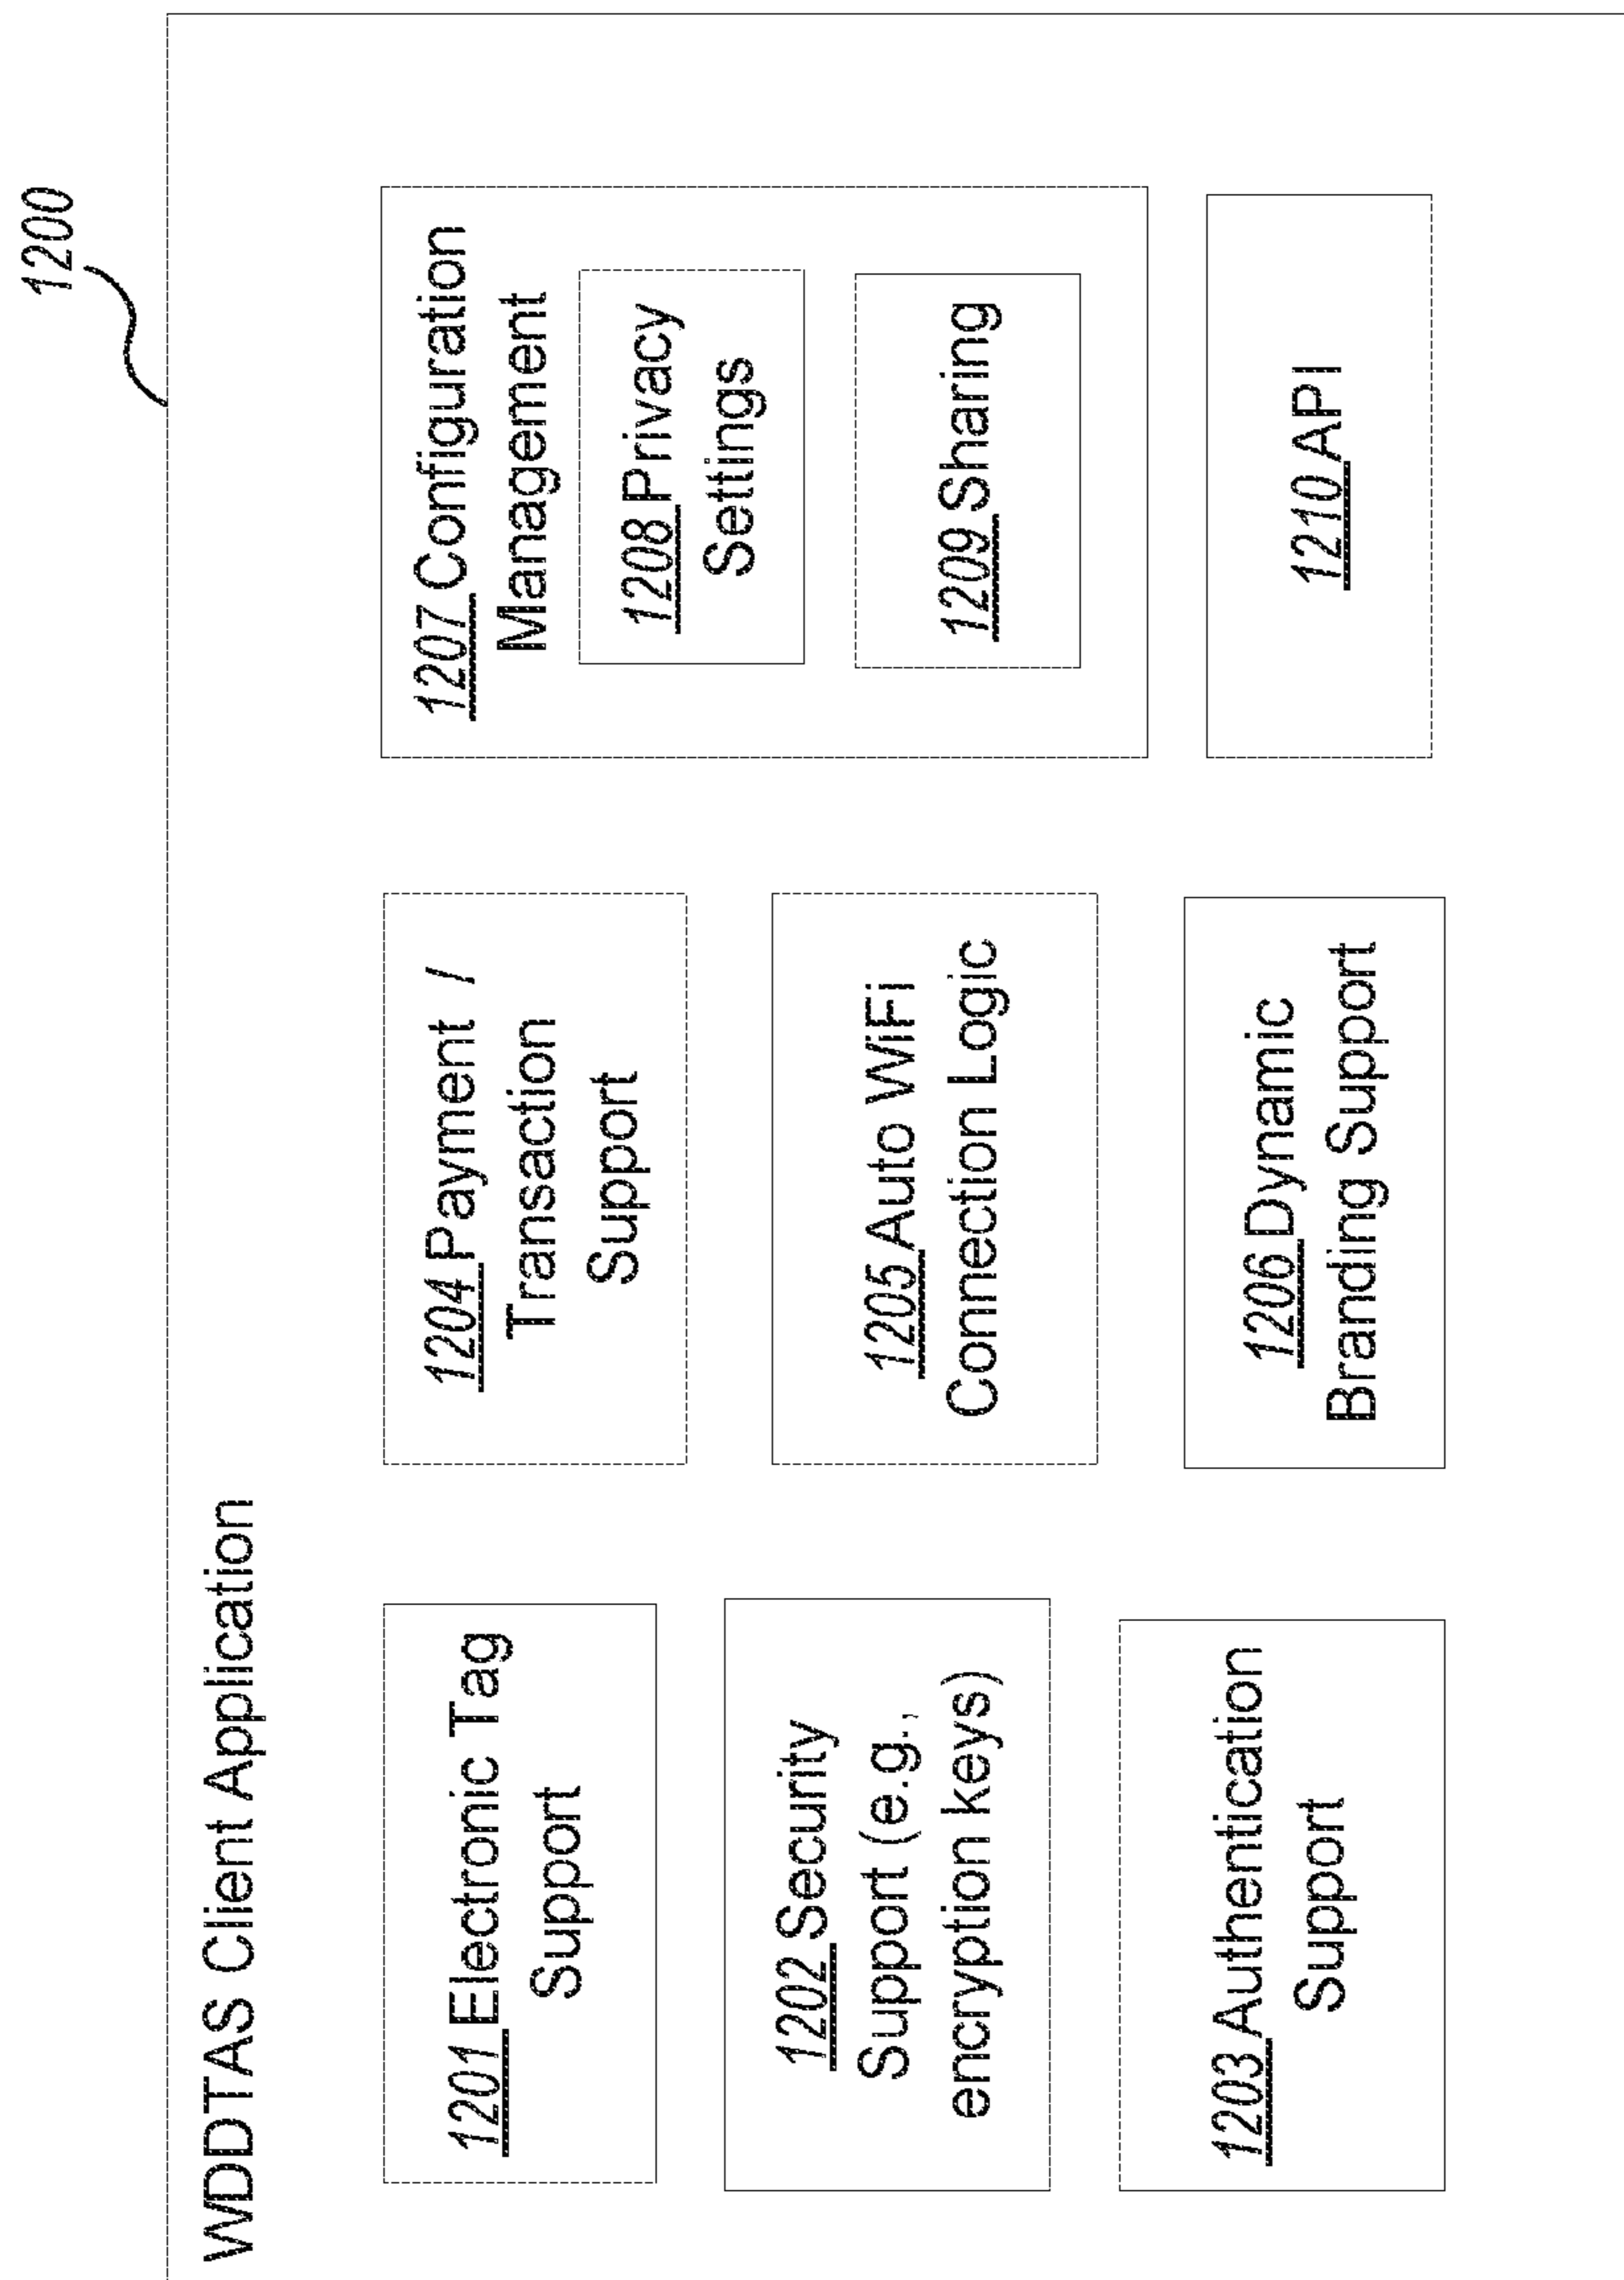 1200
WDDTAS Client Application
1201 Electronic Tag
Support
1202 Security
Support (e.g.,
encryption keys)
1203 Authentication
Support
1204 Payment /
Transaction
Support
1205 Auto WiFi
Connection Logic
1206 Dynamic
Branding Support
1207 Configuration
Management
1208 Privacy
Settings
1209 Sharing
1210 API